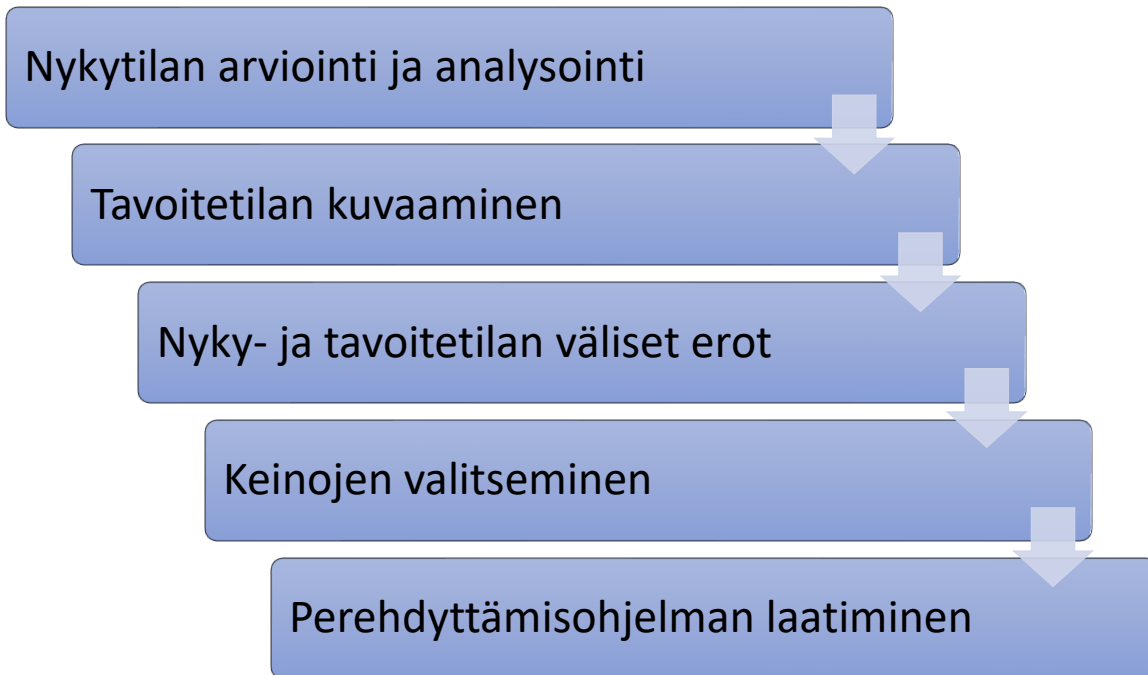 Nykytilan arviointi ja analysointi
Tavoitetilan kuvaaminen
Nyky- ja tavoitetilan väliset erot
Keinojen valitseminen
Perehdyttämisohjelman laatiminen